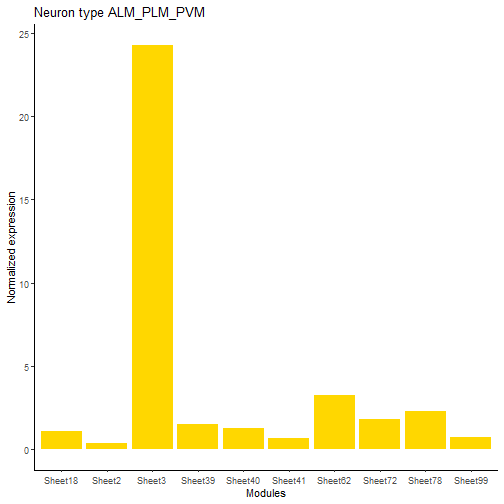 Neuron type ALM_PLM_PVM
25
20
15
10
5
0
Normalized expression
Sheet18 Sheet2 Sheet3 Sheet39 Sheet40 Sheet41 Sheet62 Sheet72 Sheet78 Sheet99
Modules